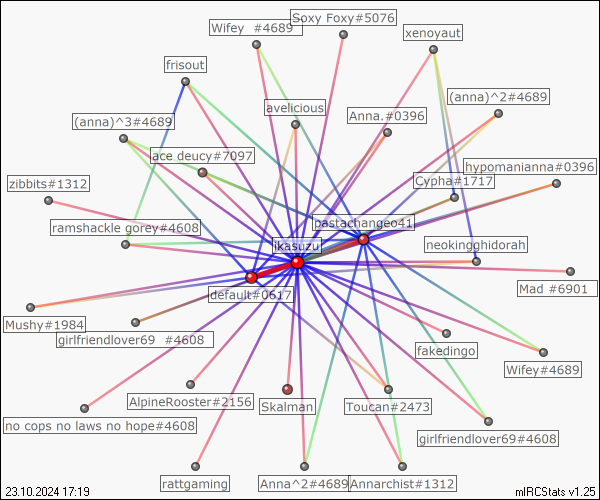 Soxy Foxy#5076
Wifey  #4689
xenoyaut
frisout
(anna)^2#4689
avelicious
Anna.#0396
(anna)^3#4689
ace deucy#7097
hypomanianna#0396
Cypha#1717
zibbits#1312
pastachangeo41
ramshackle gorey#4608
ikasuzu
neokingghidorah
Mad #6901
default#0617
Mushy#1984
girlfriendlover69  #4608
fakedingo
Wifey#4689
AlpineRooster#2156
Skalman
Toucan#2473
no cops no laws no hope#4608
girlfriendlover69#4608
rattgaming
Anna^2#4689
Annarchist#1312
23.10.2024 17:19
mIRCStats v1.25